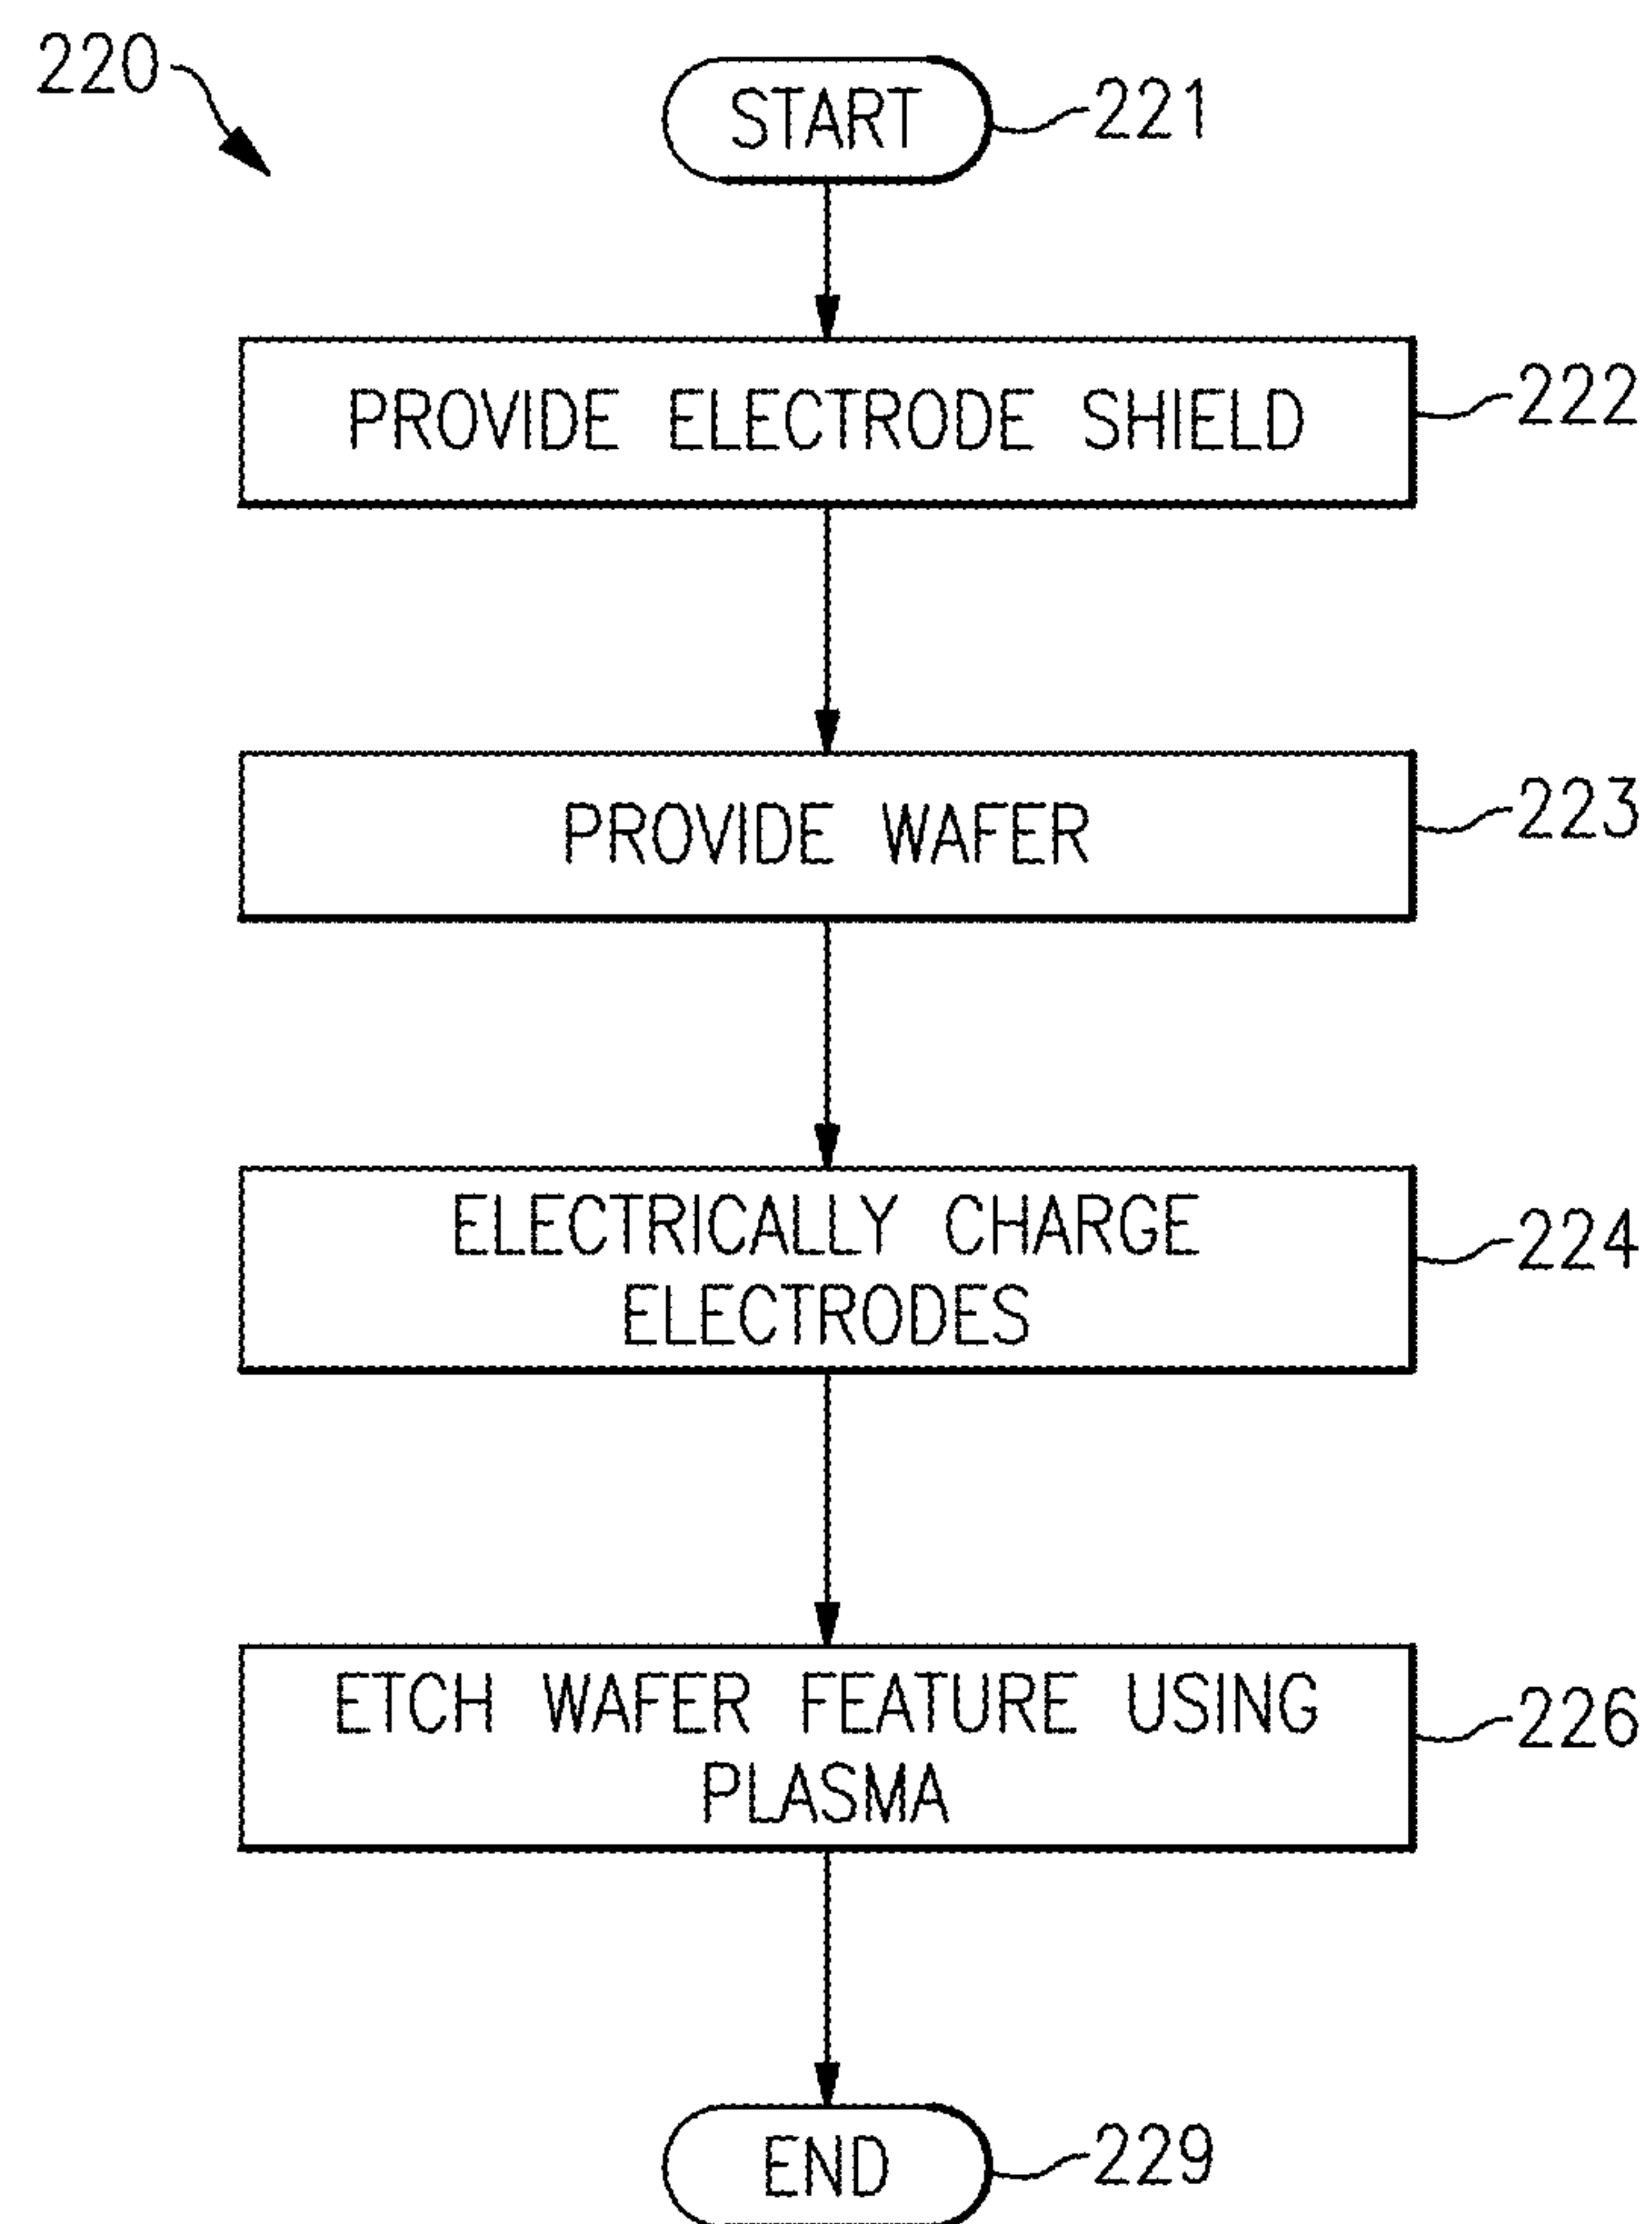 220
START
221
PROVIDE ELECTRODE SHIELD
222
PROVIDE WAFER
223
ELECTRICALLY CHARGE
ELECTRODES
224
ETCH WAFER FEATURE USING
PLASMA
226
END
229